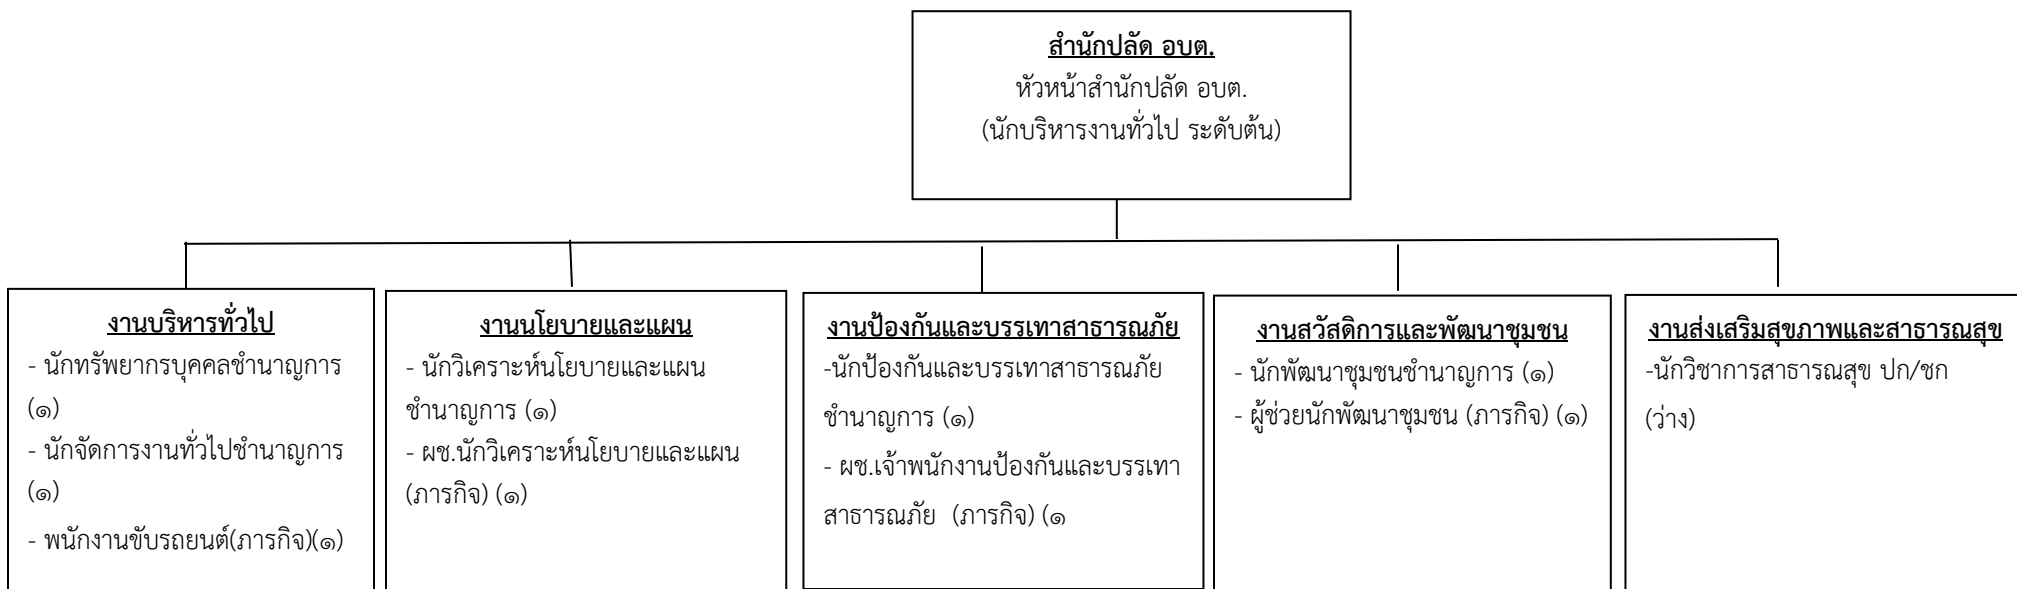 สำนักปลัด อบต.
หัวหน้าสำนักปลัด อบต.
(นักบริหารงานทั่วไป ระดับต้น)
งานบริหารทั่วไป
- นักทรัพยากรบุคคลชำนาญการ
(๑)
- นักจัดการงานทั่วไปชำนาญการ
(๑)
- พนักงานขับรถยนต์(ภารกิจ)(๑)
งานนโยบายและแผน
- นักวิเคราะห์นโยบายและแผน
ชำนาญการ (๑)
- ผช.นักวิเคราะห์นโยบายและแผน
(ภารกิจ) (๑)
งานป้องกันและบรรเทาสาธารณภัย
-นักป้องกันและบรรเทาสาธารณภัย
ชำนาญการ (๑)
- ผช.เจ้าพนักงานป้องกันและบรรเทา
สาธารณภัย (ภารกิจ) (๑
งานสวัสดิการและพัฒนาชุมชน
- นักพัฒนาชุมชนชำนาญการ (๑)
- ผู้ช่วยนักพัฒนาชุมชน (ภารกิจ) (๑)
งานส่งเสริมสุขภาพและสาธารณสุข
-นักวิชาการสาธารณสุข ปก/ชก
(ว่าง)